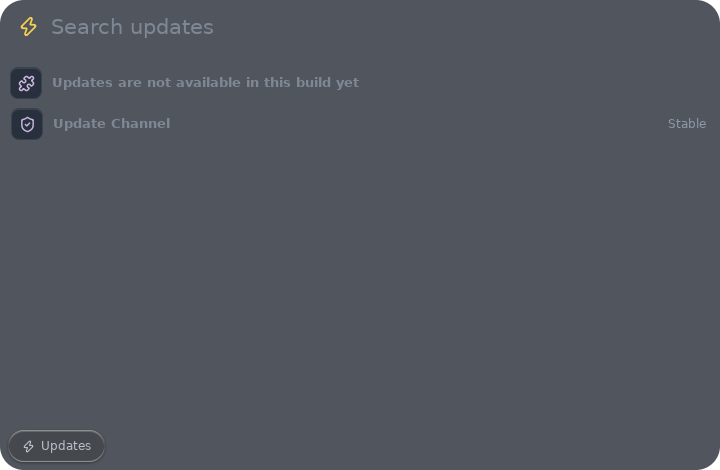 Search updates
Updates are not available in this build yet
Update Channel
Stable
Updates